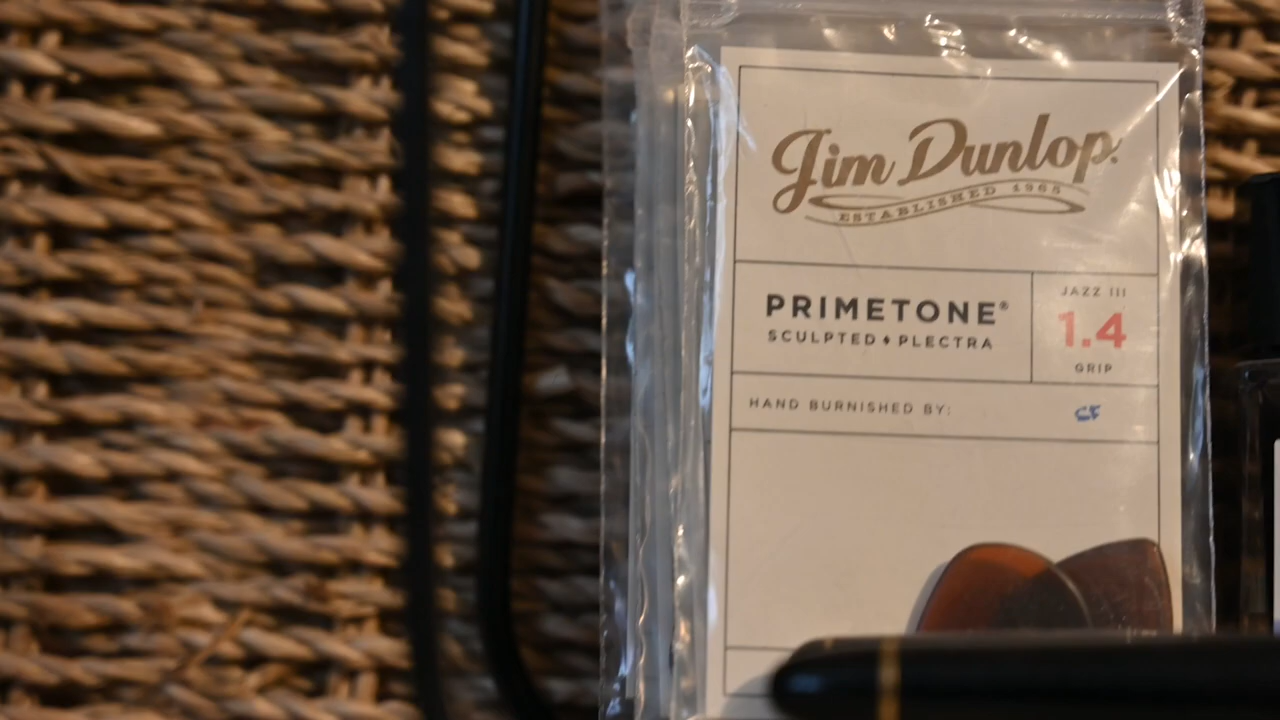 Jim Dunlop.
ESTABLISHED 1965
PRIMETONE®
SCULPTED ♦ PLECTRA
JAZZ III
1.4
GRIP
HAND BURNISHED BY:
CF